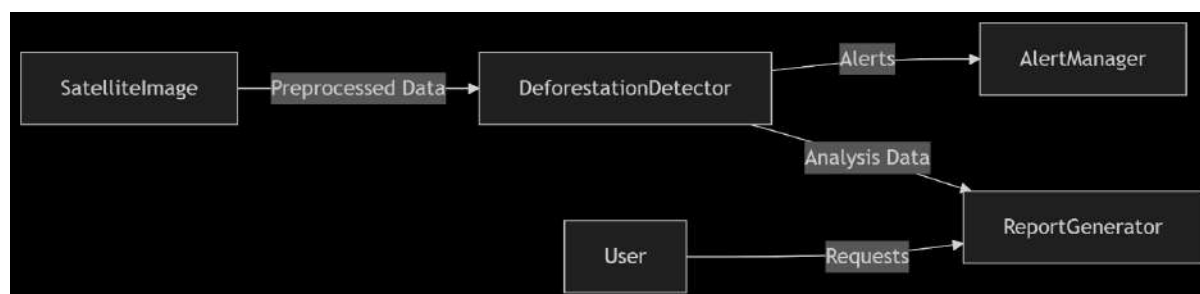 SatelliteImage
Preprocessed Data
DeforestationDetector
Alerts
AlertManager
Analysis Data
ReportGenerator
User
Requests